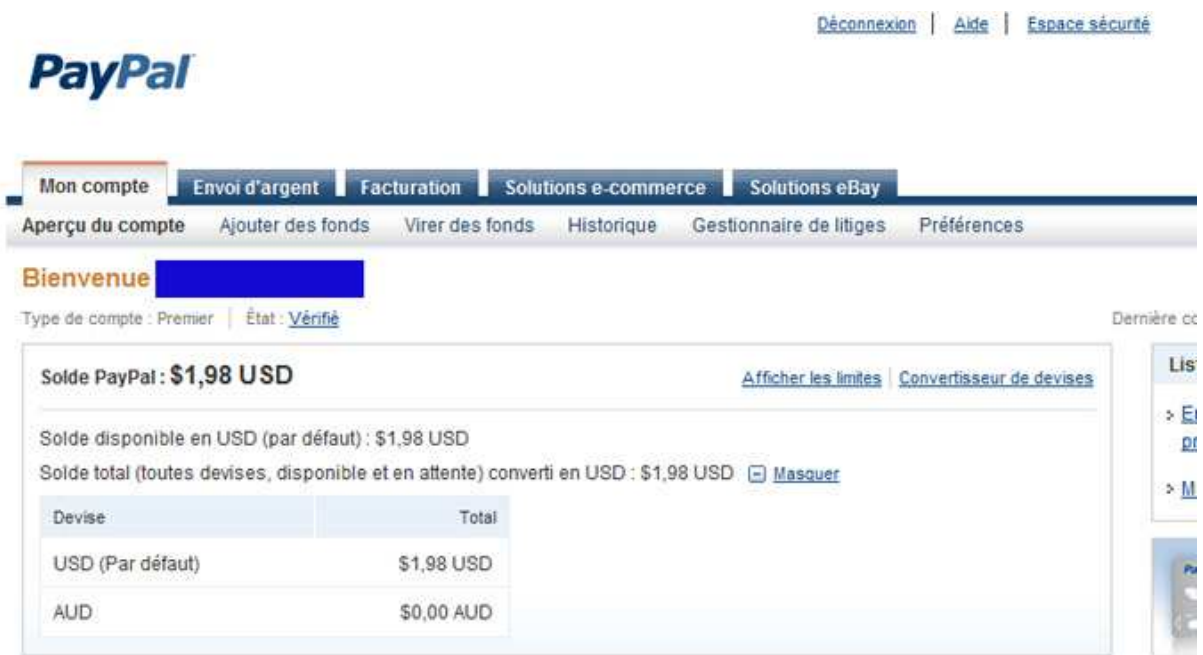 Déconnexion | Aide | Espace sécurité
PayPal
Mon compte Envoi d'argent Facturation Solutions e-commerce Solutions eBay
Aperçu du compte Ajouter des fonds Virer des fonds Historique Gestionnaire de litiges Préférences
Bienvenue
Type de compte : Premier | État : Vérifié Dernière
Solde PayPal : $1,98 USD Afficher les limites | Convertisseur de devises
Solde disponible en USD (par défaut) : $1,98 USD
Solde total (toutes devises, disponible et en attente) converti en USD : $1,98 USD Masquer
Devise Total
USD (Par défaut) $1,98 USD
AUD $0,00 AUD